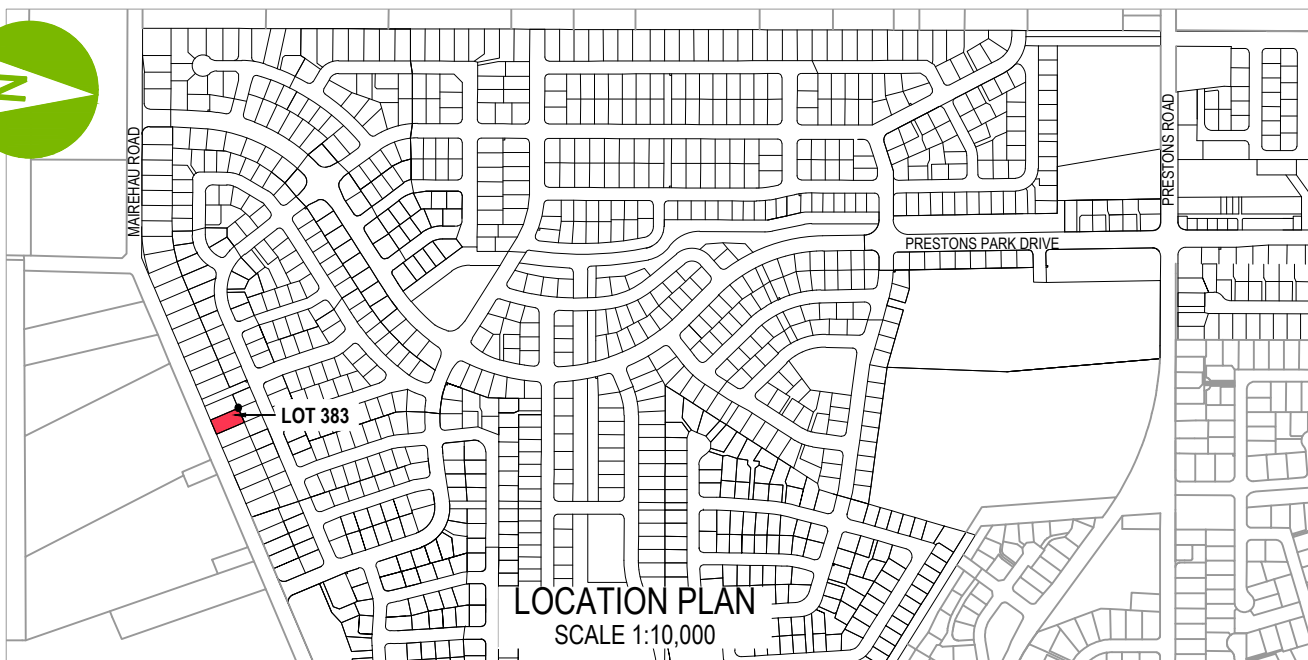 N
MAIREHAU ROAD
PRESTONS ROAD
PRESTONS PARK DRIVE
LOT 383
LOCATION PLAN
SCALE 1:10,000